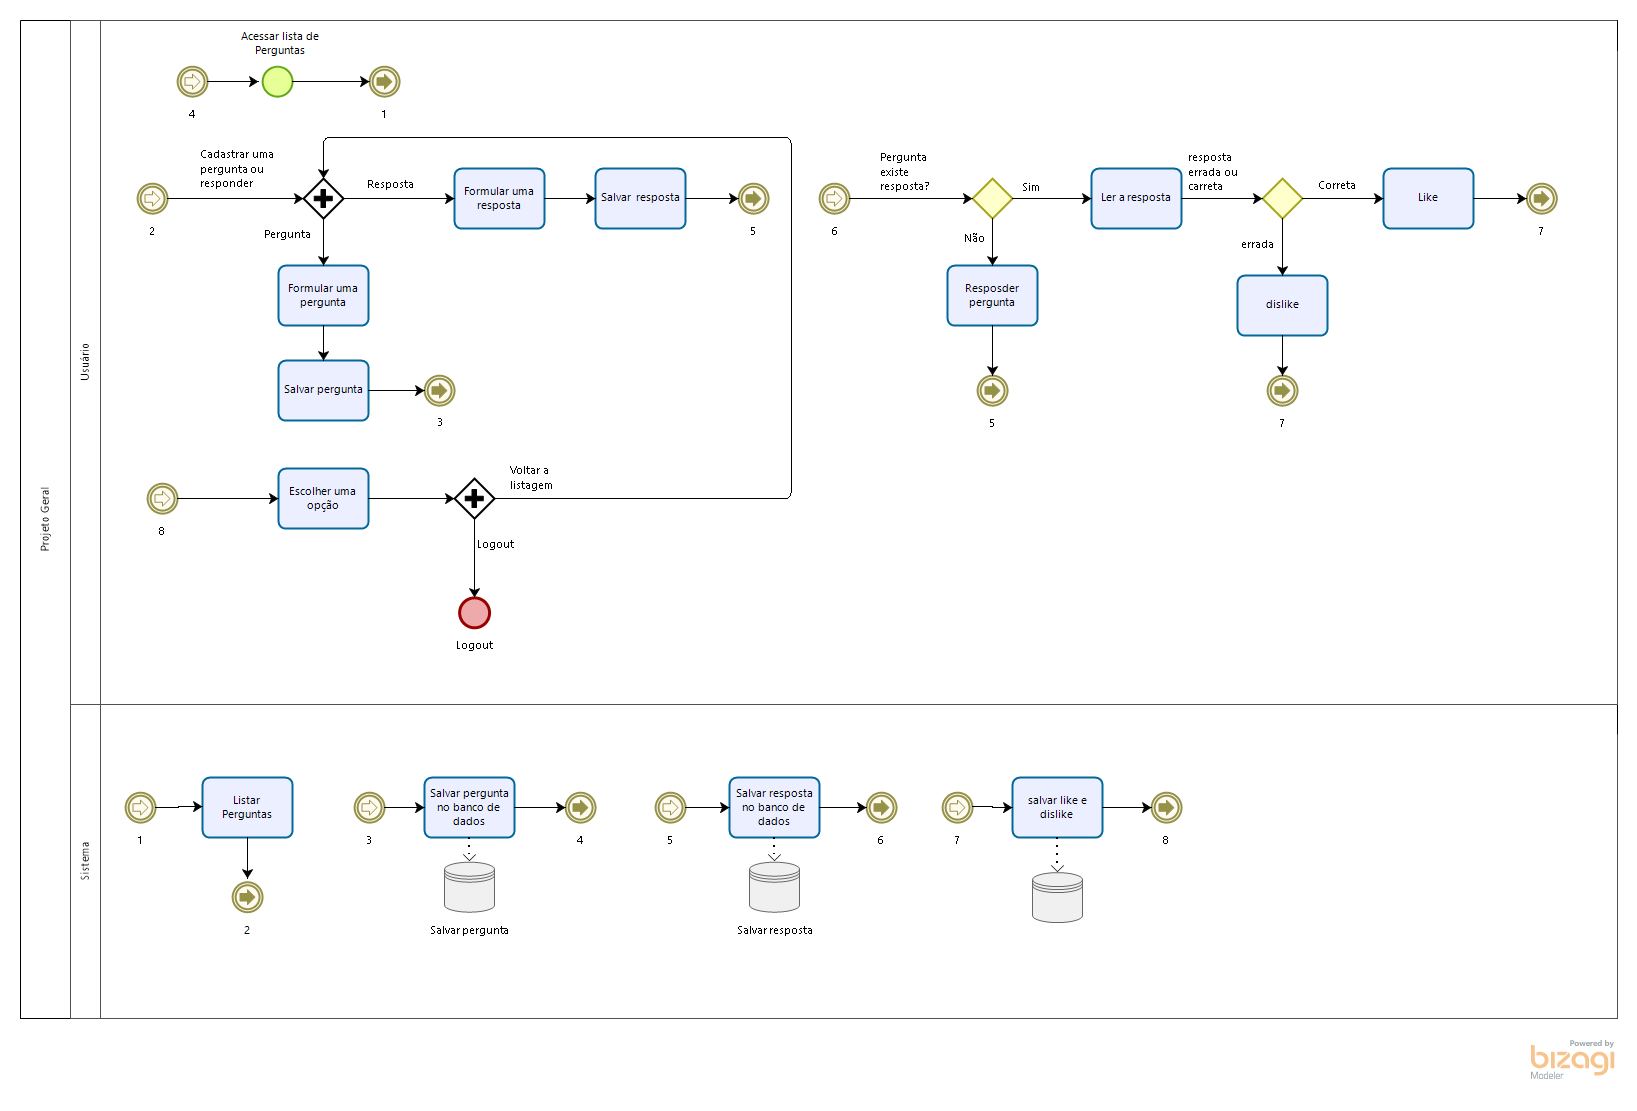 Acessar lista de
Perguntas
4
1
Cadastrar uma
pergunta ou
responder
2
Resposta
Formular uma
resposta
Salvar resposta
5
Pergunta
Formular uma
pergunta
Salvar pergunta
3
Pergunta
existe
resposta?
6
Sim
Ler a resposta
resposta
errada ou
carreta
Correta
Like
7
Não
Resposder
pergunta
5
errada
dislike
7
8
Escolher uma
opção
Voltar a
listagem
Logout
Logout
Usuário
Projeto Geral
Sistema
1
Listar
Perguntas
2
3
Salvar pergunta
no banco de
dados
4
Salvar pergunta
5
Salvar resposta
no banco de
dados
6
Salvar resposta
7
salvar like e
dislike
8
Powered by
bizagi
Modeler